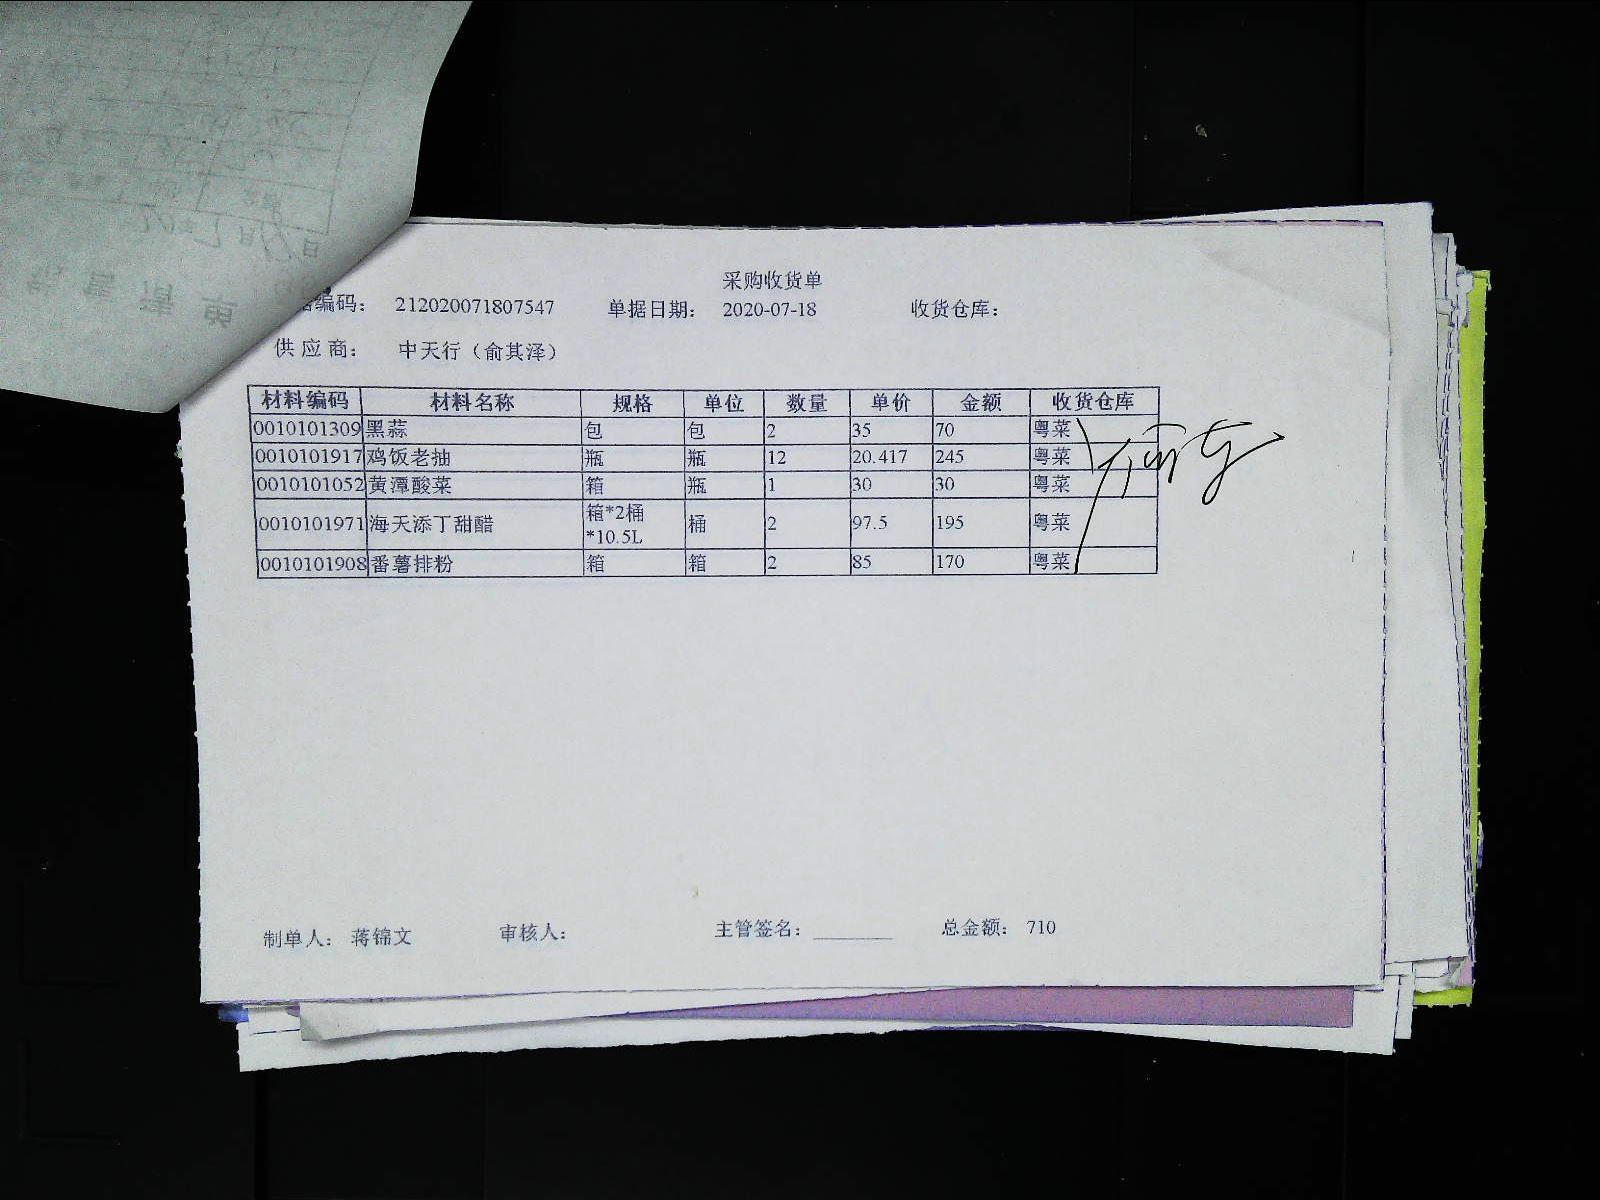 采购收货单
编码： 212020071807547 单据日期： 2020-07-18 收货仓库：
供应商： 中天行（俞其泽）
材料编码 材料名称 规格 单位 数量 单价 金额 收货仓库
0010101309 黑蒜 包 包 2 35 70 粤菜
0010101917 鸡饭老抽 瓶 瓶 12 20.417 245 粤菜
0010101052 黄潭酸菜 箱 瓶 1 30 30 粤菜
0010101971 海天添丁甜醋 箱*2桶 *10.5L 桶 2 97.5 195 粤菜
0010101908 番薯排粉 箱 箱 2 85 170 粤菜
制单人： 蒋锦文 审核人： 主管签名：________ 总金额： 710